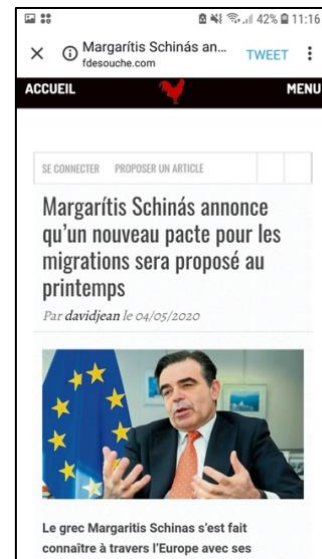 42% 11:16
Margarítis Schinás an...
fdesouche.com
TWEET
ACCUEIL
MENU
SE CONNECTER PROPOSER UN ARTICLE
Margarítis Schinás annonce
qu'un nouveau pacte pour les
migrations sera proposé au
printemps
Par davidjean le 04/05/2020
Le grec Margaritis Schinas s'est fait
connaître à travers l'Europe avec ses